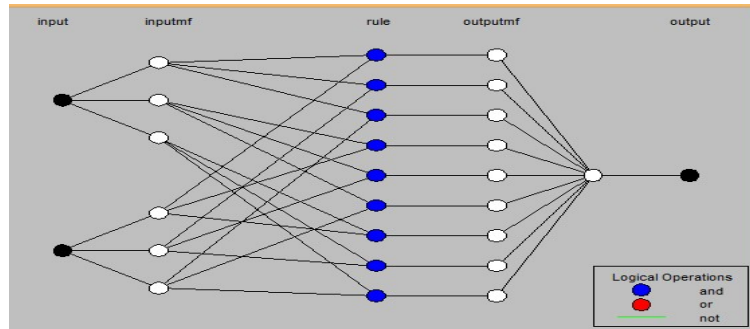 input inputmf rule outputmf output
Logical Operations
and
or
not